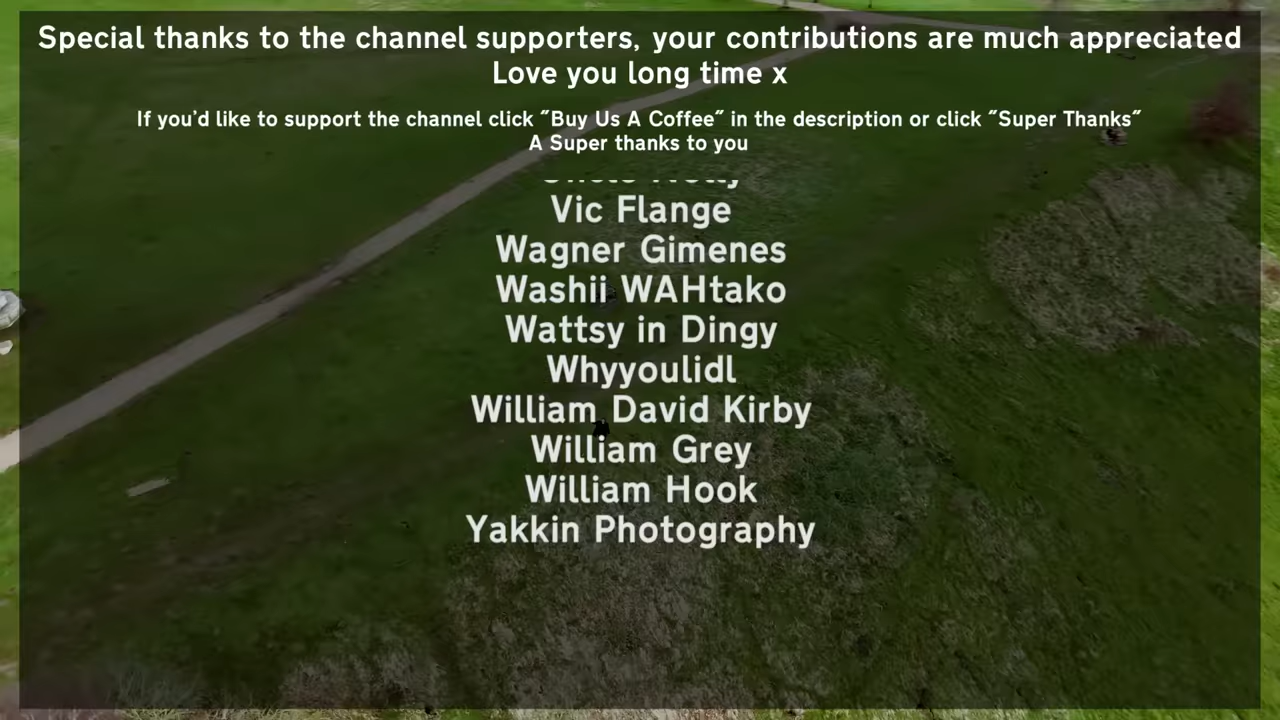 Special thanks to the channel supporters, your contributions are much appreciated
Love you long time x
If you'd like to support the channel click "Buy Us A Coffee" in the description or click "Super Thanks"
A Super thanks to you
Vic Flange
Wagner Gimenes
Washii WAHtako
Wattsy in Dingy
Whyyoulidl
William David Kirby
William Grey
William Hook
Yakkin Photography